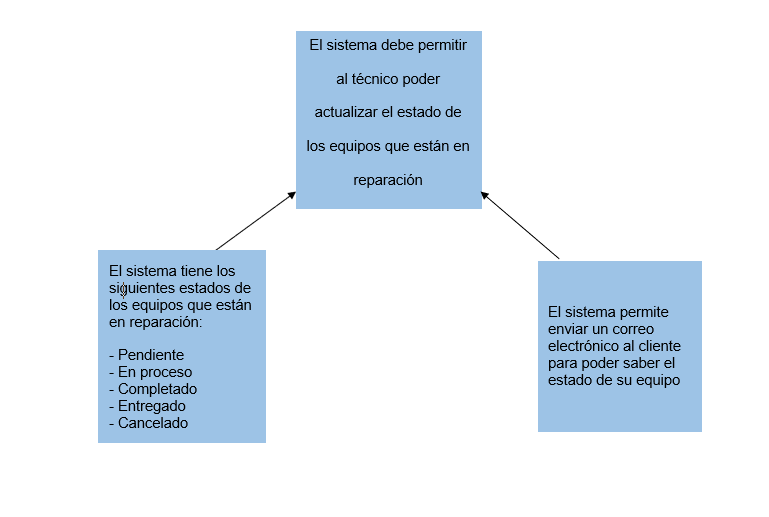 El sistema debe permitir
al técnico poder
actualizar el estado de
los equipos que están en
reparación
El sistema tiene los
siguientes estados de
los equipos que están
en reparación:
- Pendiente
- En proceso
- Completado
- Entregado
- Cancelado
El sistema permite
enviar un correo
electrónico al cliente
para poder saber el
estado de su equipo